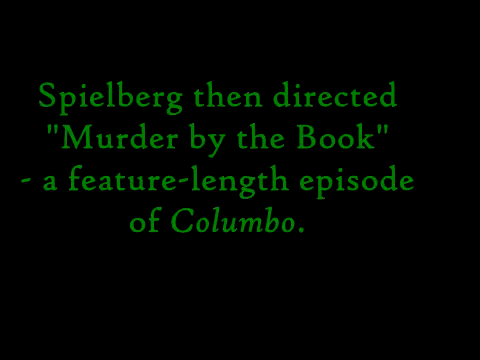 Spielberg then directed
"Murder by the Book"
- a feature-length episode
of Columbo.